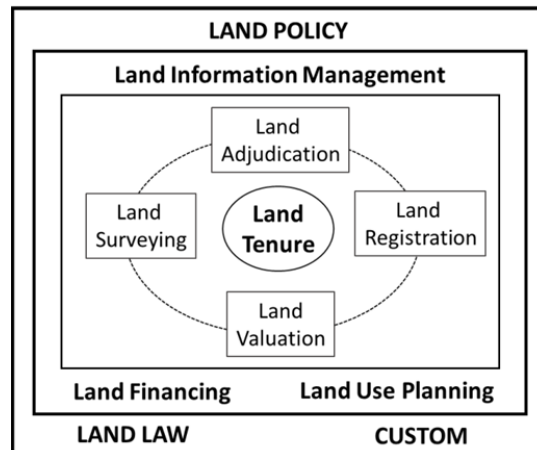 LAND POLICY
Land Information Management
Land
Adjudication
Land
Surveying
Land
Tenure
Land
Registration
Land
Valuation
Land Financing
Land Use Planning
LAND LAW
CUSTOM